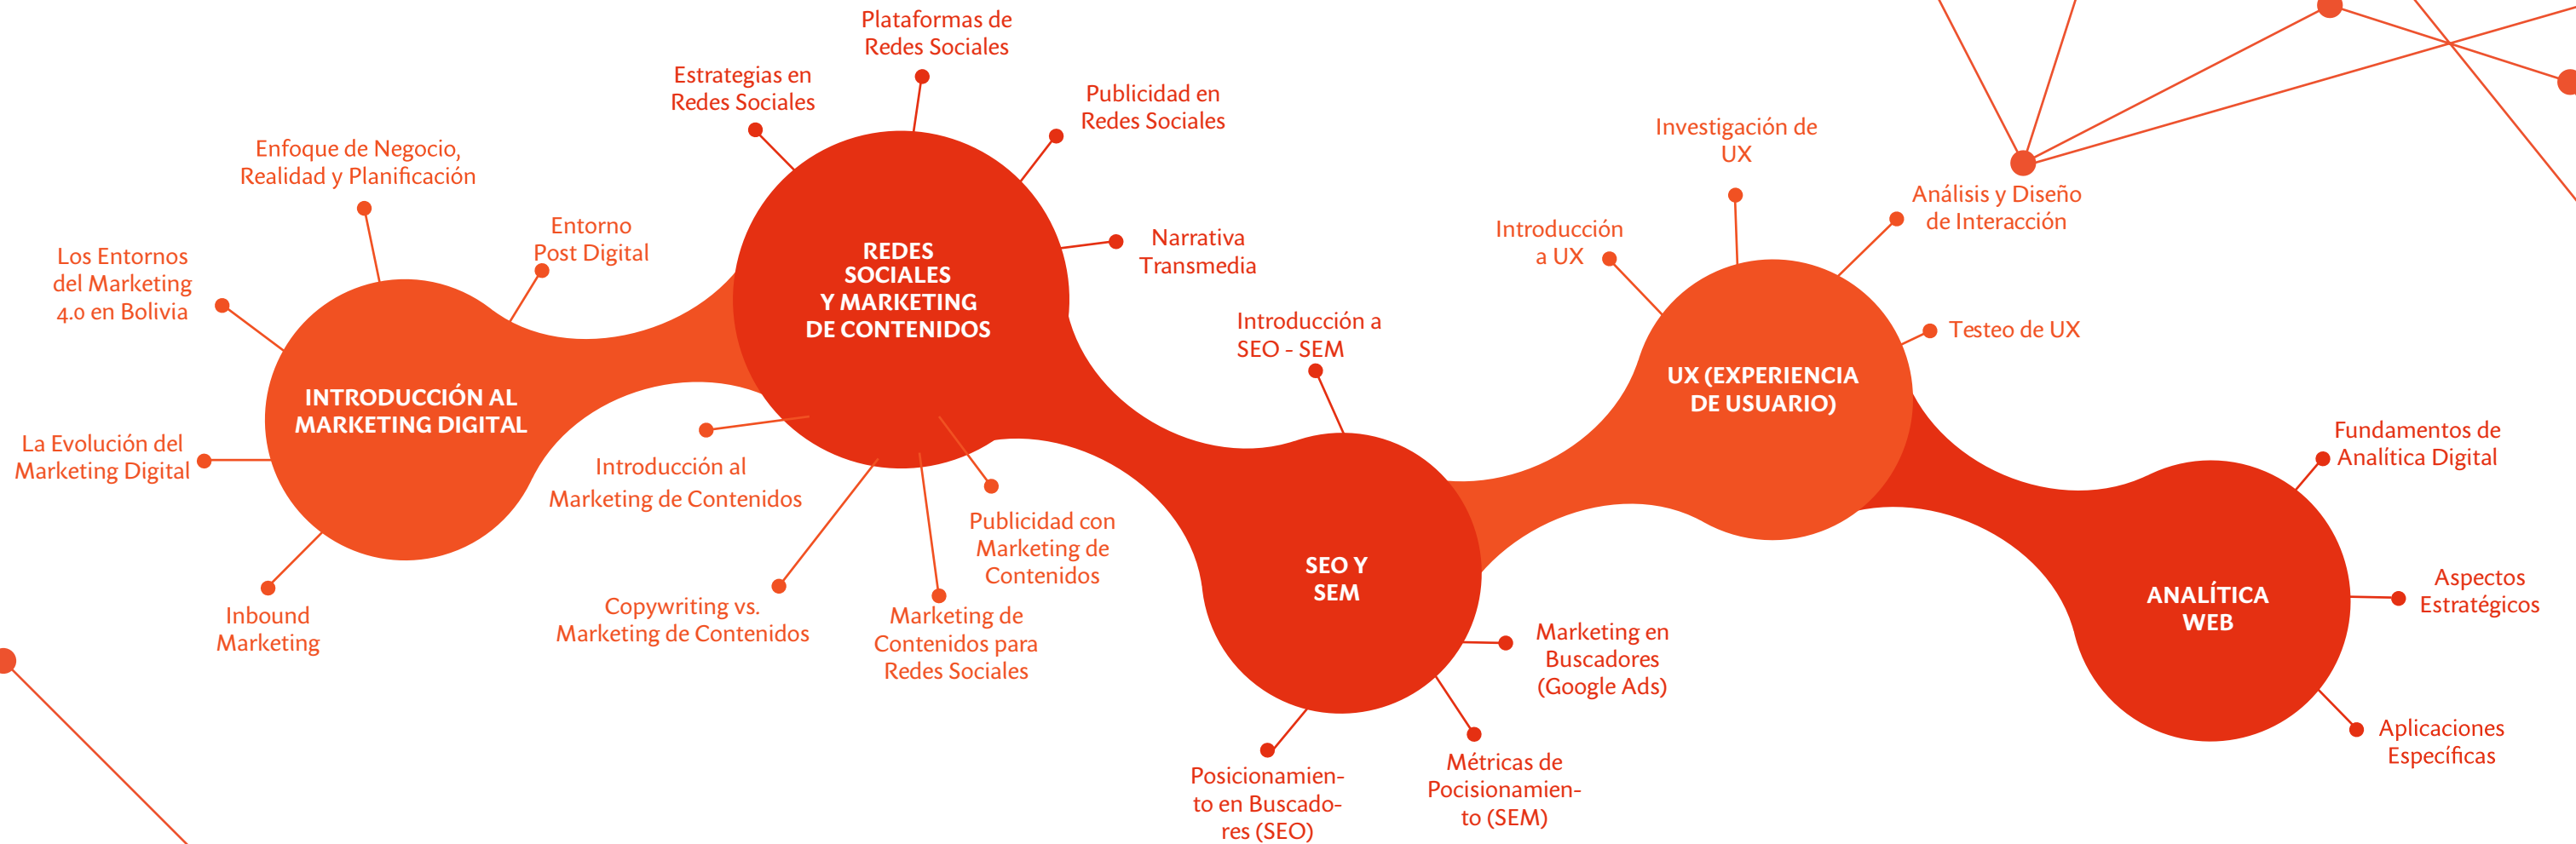 INTRODUCCIÓN AL
MARKETING DIGITAL
Inbound
Marketing
La Evolución del
Marketing Digital
Los Entornos
del Marketing
4.0 en Bolivia
Enfoque de Negocio,
Realidad y Planificación
Entorno
Post Digital
REDES
SOCIALES
Y MARKETING
DE CONTENIDOS
Estrategias en
Redes Sociales
Plataformas de
Redes Sociales
Publicidad en
Redes Sociales
Narrativa
Transmedia
Introducción al
Marketing de Contenidos
Copywriting vs.
Marketing de Contenidos
Marketing de
Contenidos para
Redes Sociales
Publicidad con
Marketing de
Contenidos
SEO Y
SEM
Introducción a
SEO - SEM
Marketing en
Buscadores
(Google Ads)
Métricas de
Pocisionamien-
to (SEM)
Posicionamien-
to en Buscado-
res (SEO)
UX (EXPERIENCIA
DE USUARIO)
Introducción
a UX
Investigación de
UX
Análisis y Diseño
de Interacción
Testeo de UX
ANALÍTICA
WEB
Fundamentos de
Analítica Digital
Aspectos
Estratégicos
Aplicaciones
Específicas